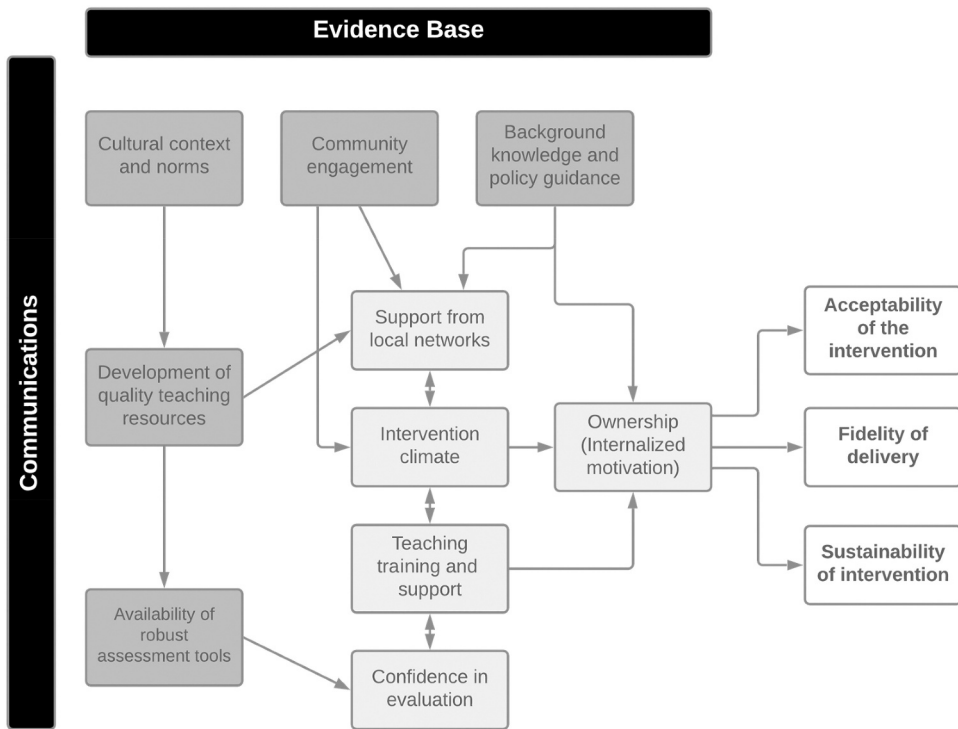 Evidence Base
Communications
Cultural context
and norms
Community
engagement
Background
knowledge and
policy guidance
Support from
local networks
Acceptability
of the
intervention
Development of
quality teaching
resources
Intervention
climate
Ownership
(Internalized
motivation)
Fidelity of
delivery
Teaching
training and
support
Sustainability
of intervention
Availability of
robust
assessment tools
Confidence in
evaluation